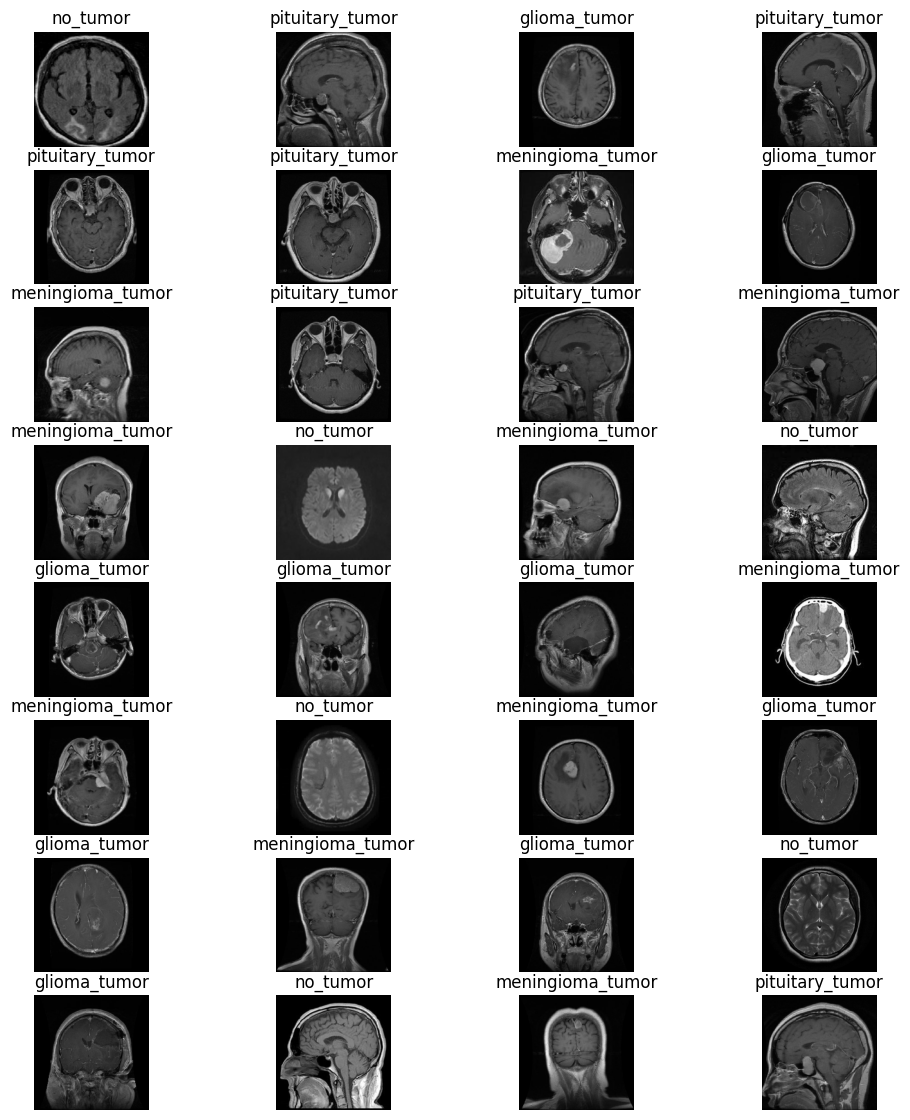 no_tumor pituitary_tumor glioma_tumor pituitary_tumor
pituitary_tumor pituitary_tumor meningioma_tumor glioma_tumor
meningioma_tumor pituitary_tumor pituitary_tumor meningioma_tumor
meningioma_tumor no_tumor meningioma_tumor no_tumor
glioma_tumor glioma_tumor glioma_tumor meningioma_tumor
meningioma_tumor no_tumor meningioma_tumor glioma_tumor
glioma_tumor meningioma_tumor glioma_tumor no_tumor
glioma_tumor no_tumor meningioma_tumor pituitary_tumor